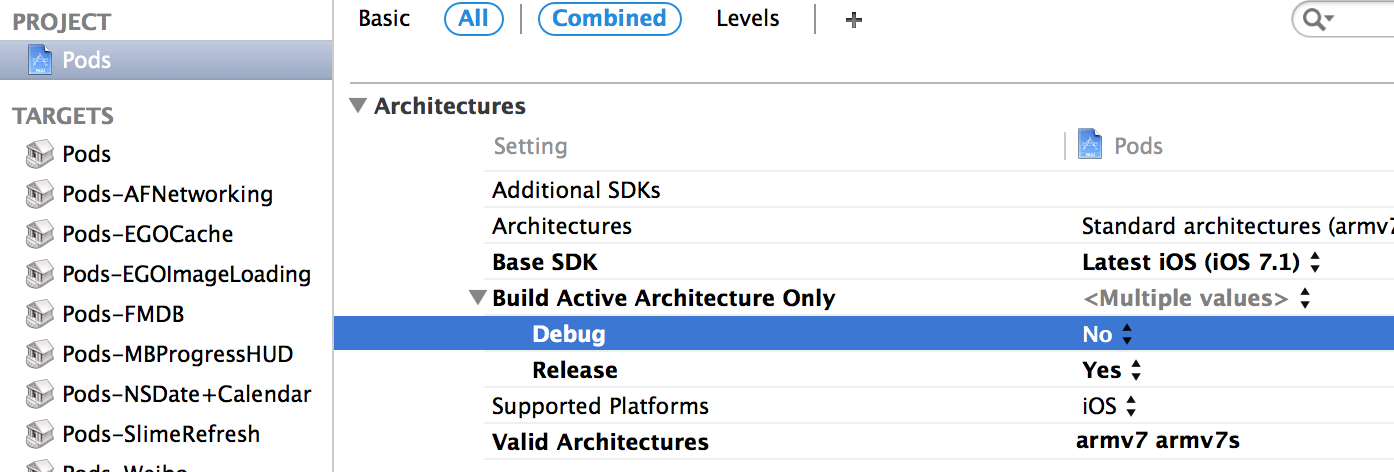 PROJECT
Pods
TARGETS
Pods
Pods-AFNetworking
Pods-EGOCache
Pods-EGOImageLoading
Pods-FMDB
Pods-MBProgressHUD
Pods-NSDate+Calendar
Pods-SlimeRefresh
Pods-Weibo
Basic All Combined Levels +
Architectures
Setting Pods
Additional SDKs
Architectures Standard architectures (armv7
Base SDK Latest iOS (iOS 7.1)
Build Active Architecture Only <Multiple values>
Debug No
Release Yes
Supported Platforms iOS
Valid Architectures armv7 armv7s